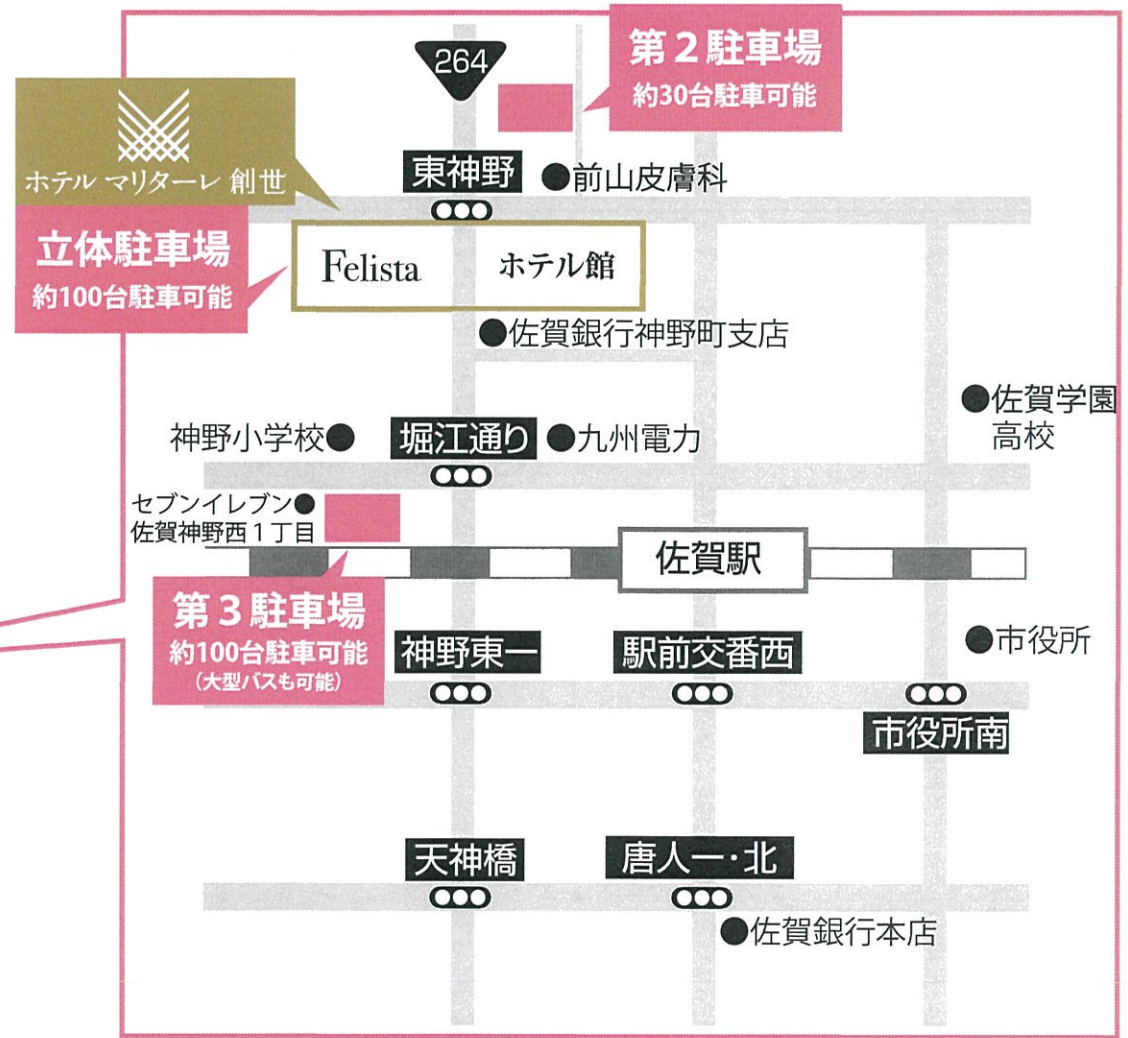 264
第2駐車場
約30台駐車可能
ホテル マリターレ 創世
東神野
●前山皮膚科
立体駐車場
約100台駐車可能
Felista
ホテル館
●佐賀銀行神野町支店
●佐賀学園
高校
神野小学校●
堀江通り
●九州電力
セブンイレブン●
佐賀神野西1丁目
佐賀駅
第3駐車場
約100台駐車可能
(大型バスも可能)
神野東一
駅前交番西
●市役所
市役所南
天神橋
唐人一・北
●佐賀銀行本店